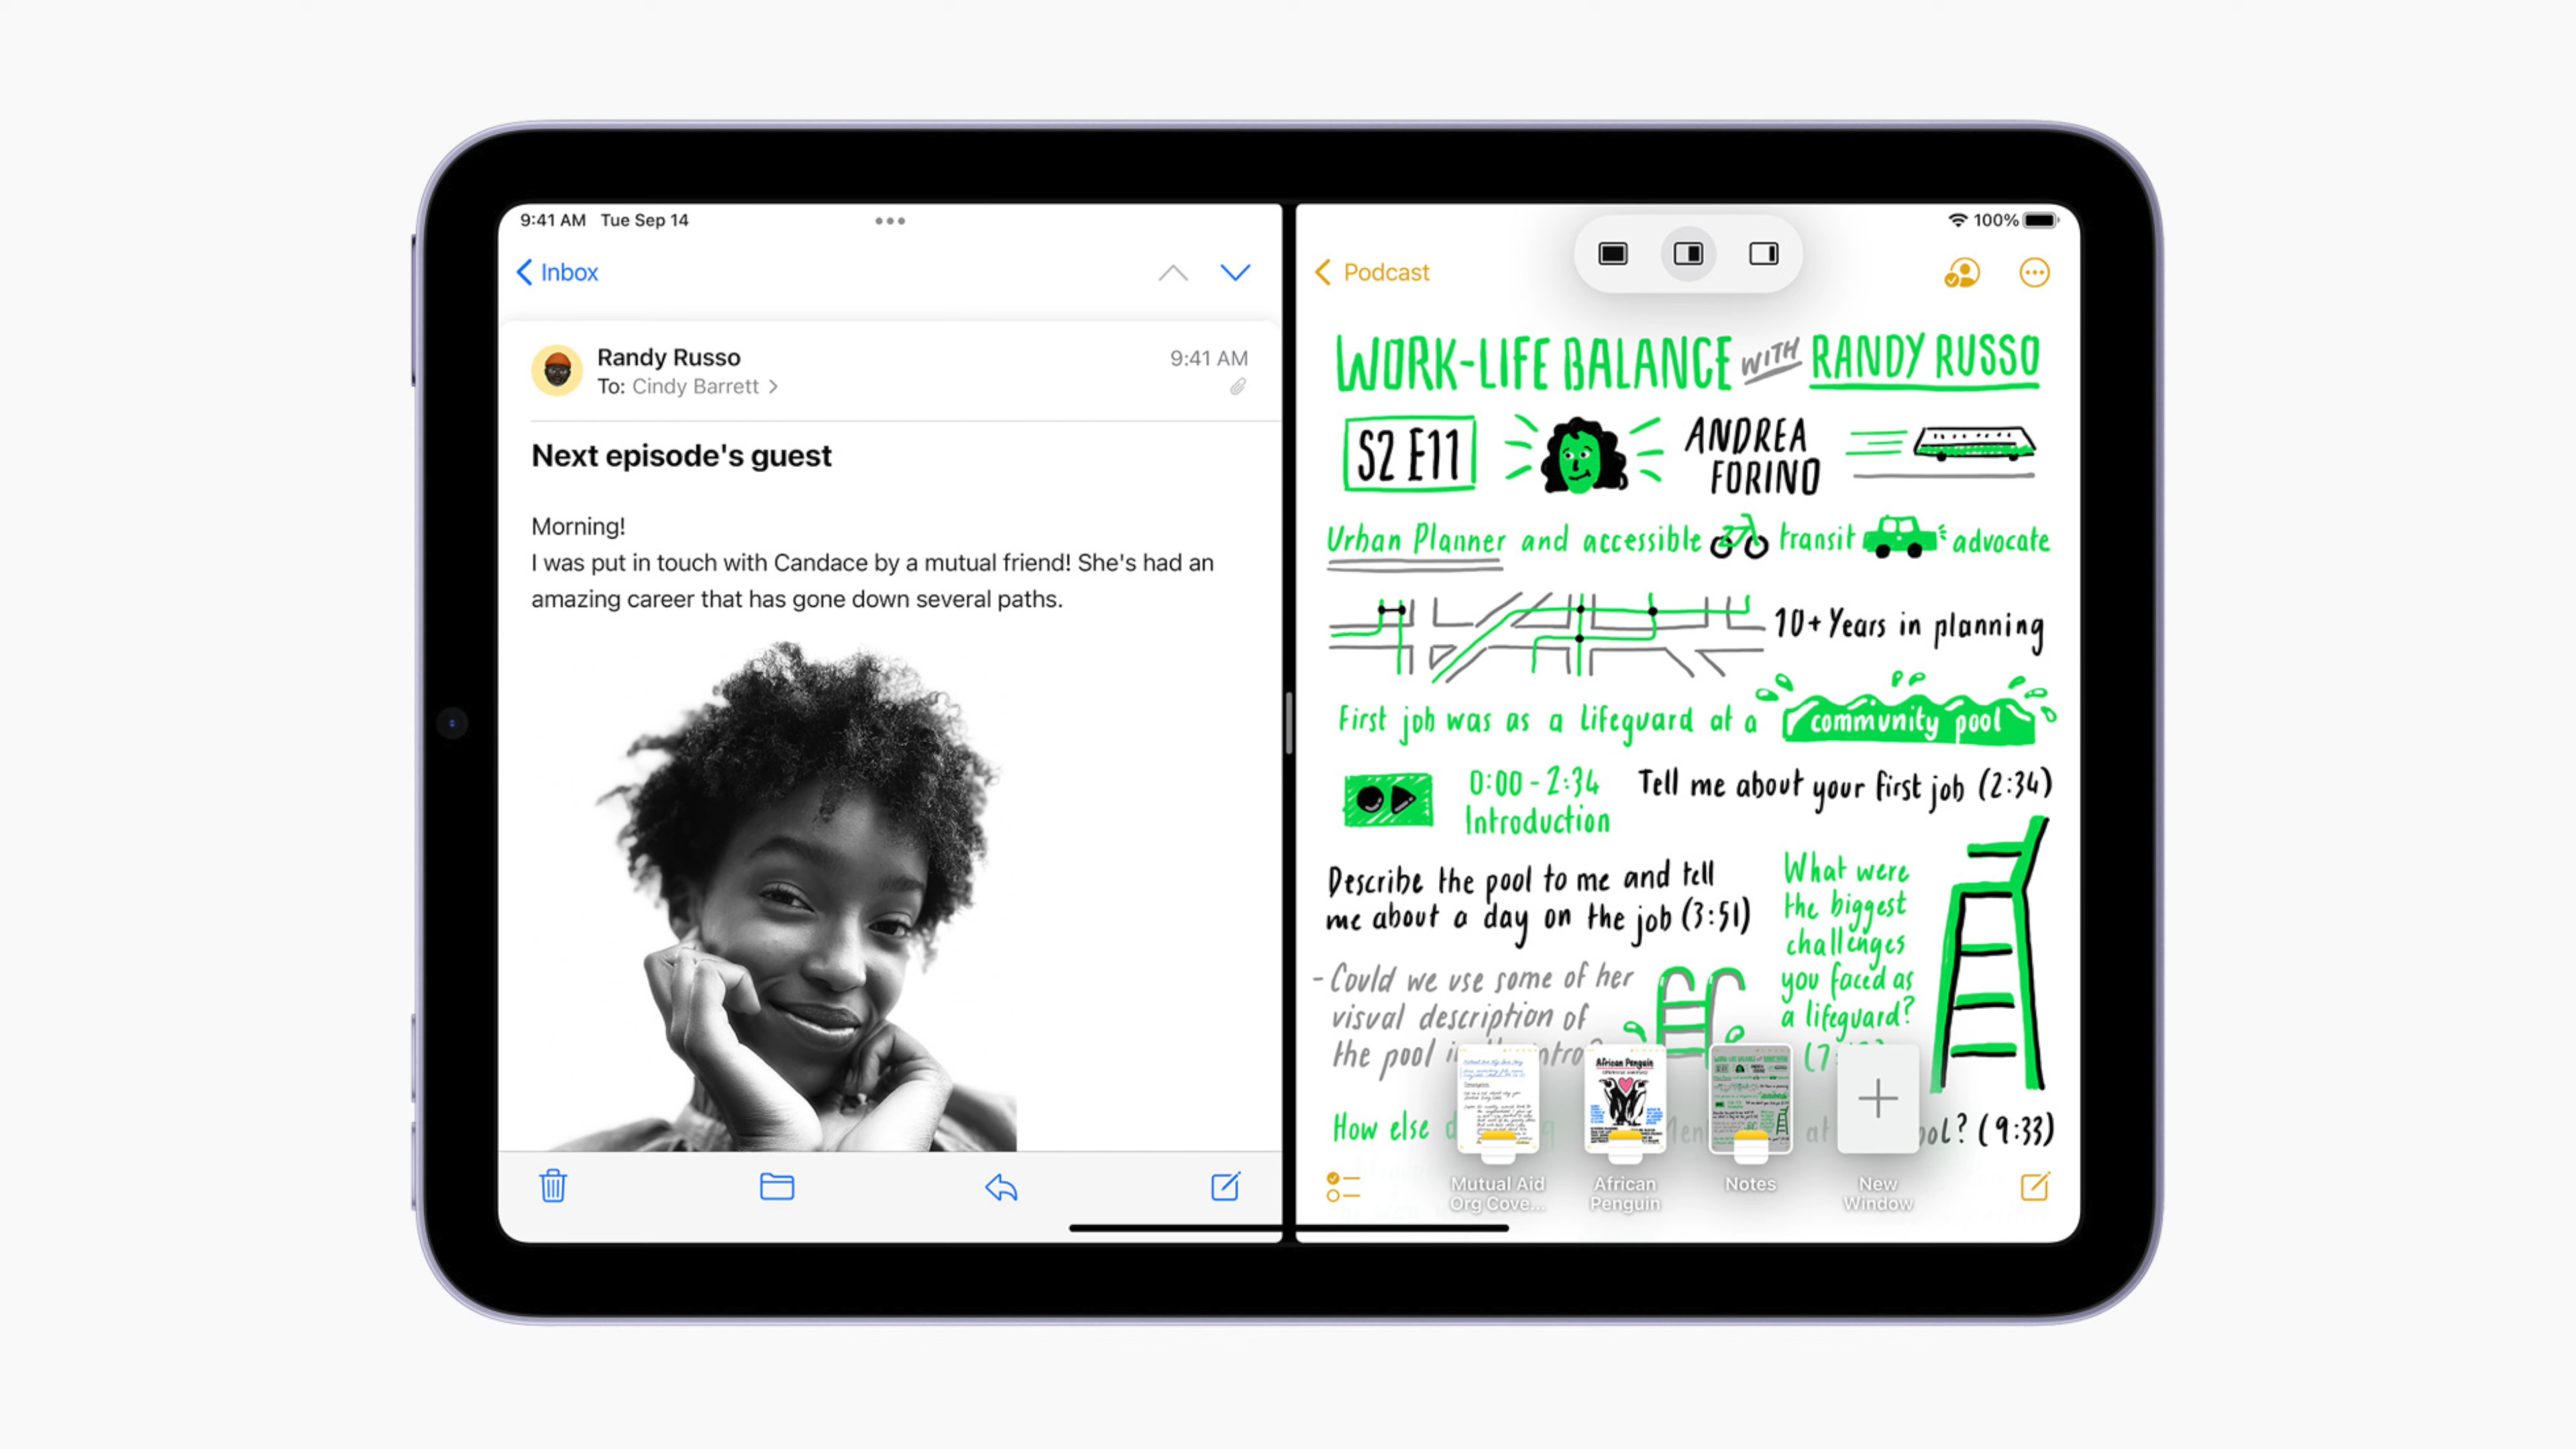 9:41 AM Tue Sep 14
Inbox
Randy Russo
9:41 AM
To: Cindy Barrett >
Next episode's guest
Morning!
I was put in touch with Candace by a mutual friend! She's had an
amazing career that has gone down several paths.
100%
Podcast
WORK-LIFE BALANCE WITH RANDY RUSSO
S2 E11
ANDREA
FORINO
Urban Planner and accessible transit advocate
10+ Years in planning
First job was as a lifeguard at a community pool
0:00 - 2:34
Introduction
Tell me about your first job (2:34)
Describe the pool to me and tell
me about a day on the job (3:51)
What were
the biggest
challenges
you faced as
a lifeguard?
(7:
- Could we use some of her
visual description of
the pool
How else
at
(9:33)
African Penguin
Mutual Aid
Org Cove...
African
Penguin
Notes
New
Window